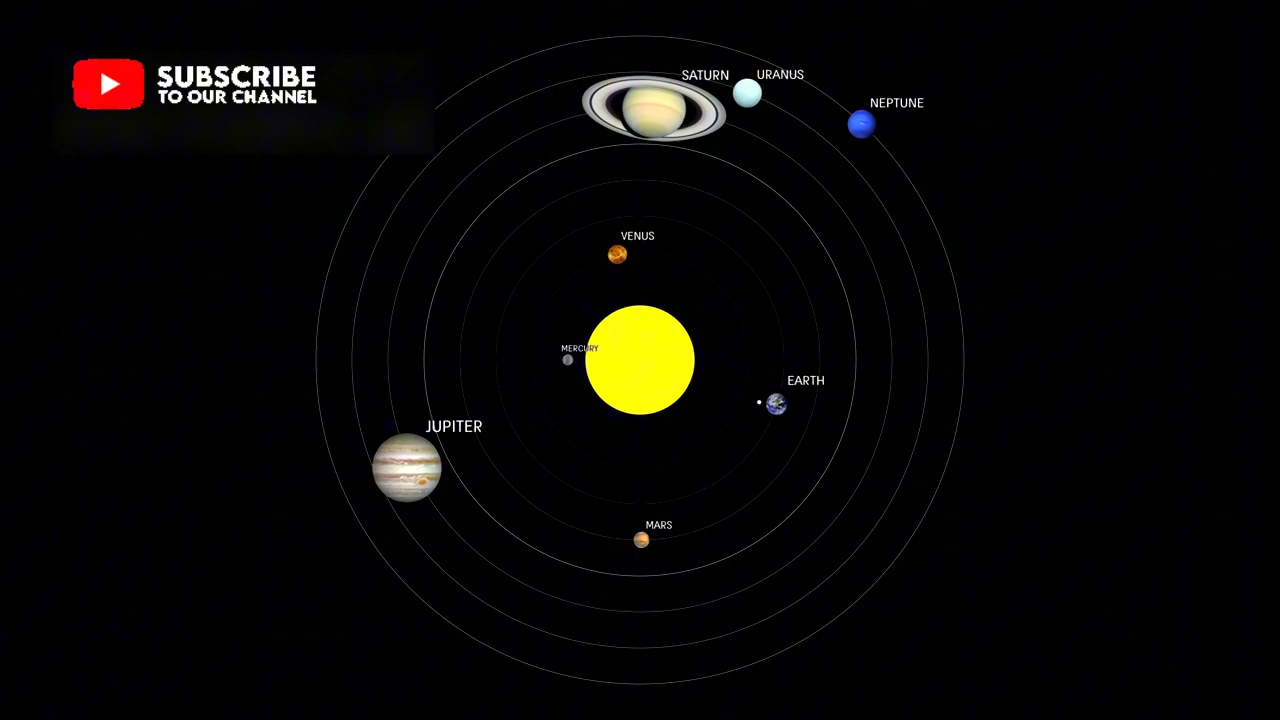 SUBSCRIBE
TO OUR CHANNEL
SATURN
URANUS
NEPTUNE
VENUS
MERCURY
EARTH
JUPITER
MARS